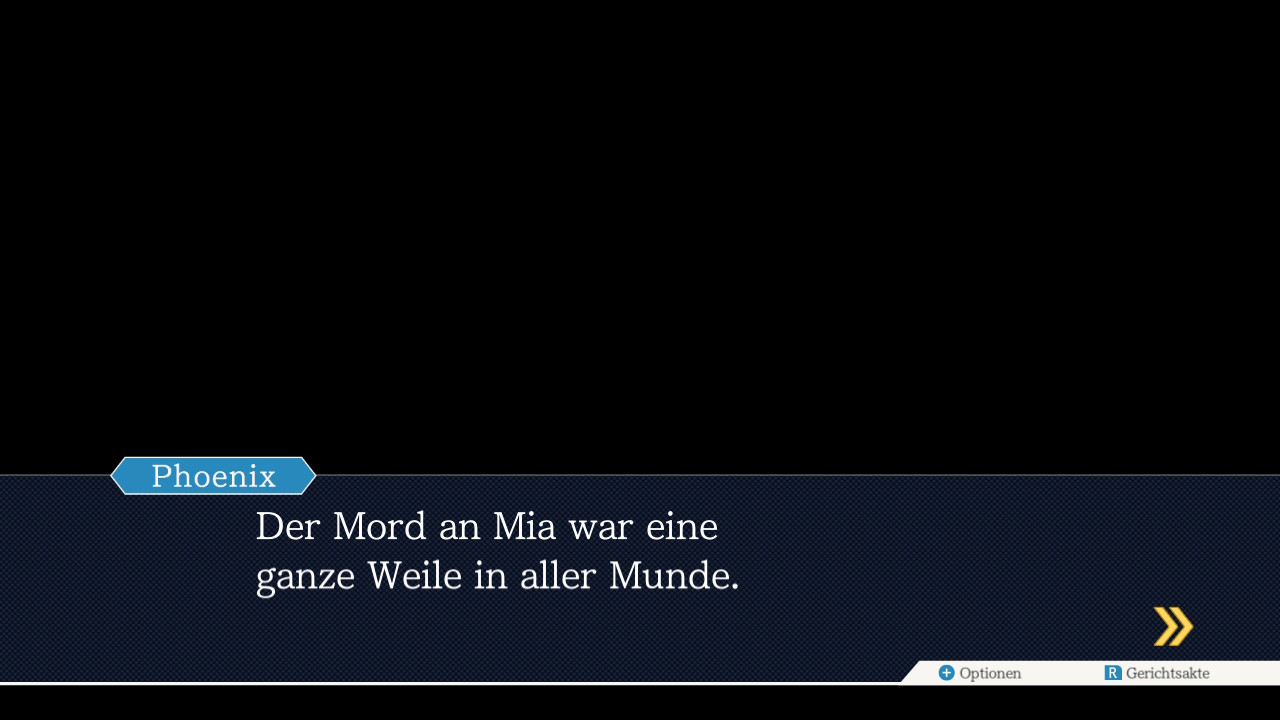 Phoenix
Der Mord an Mia war eine
ganze Weile in aller Munde.
+ Optionen
R Gerichtsakte